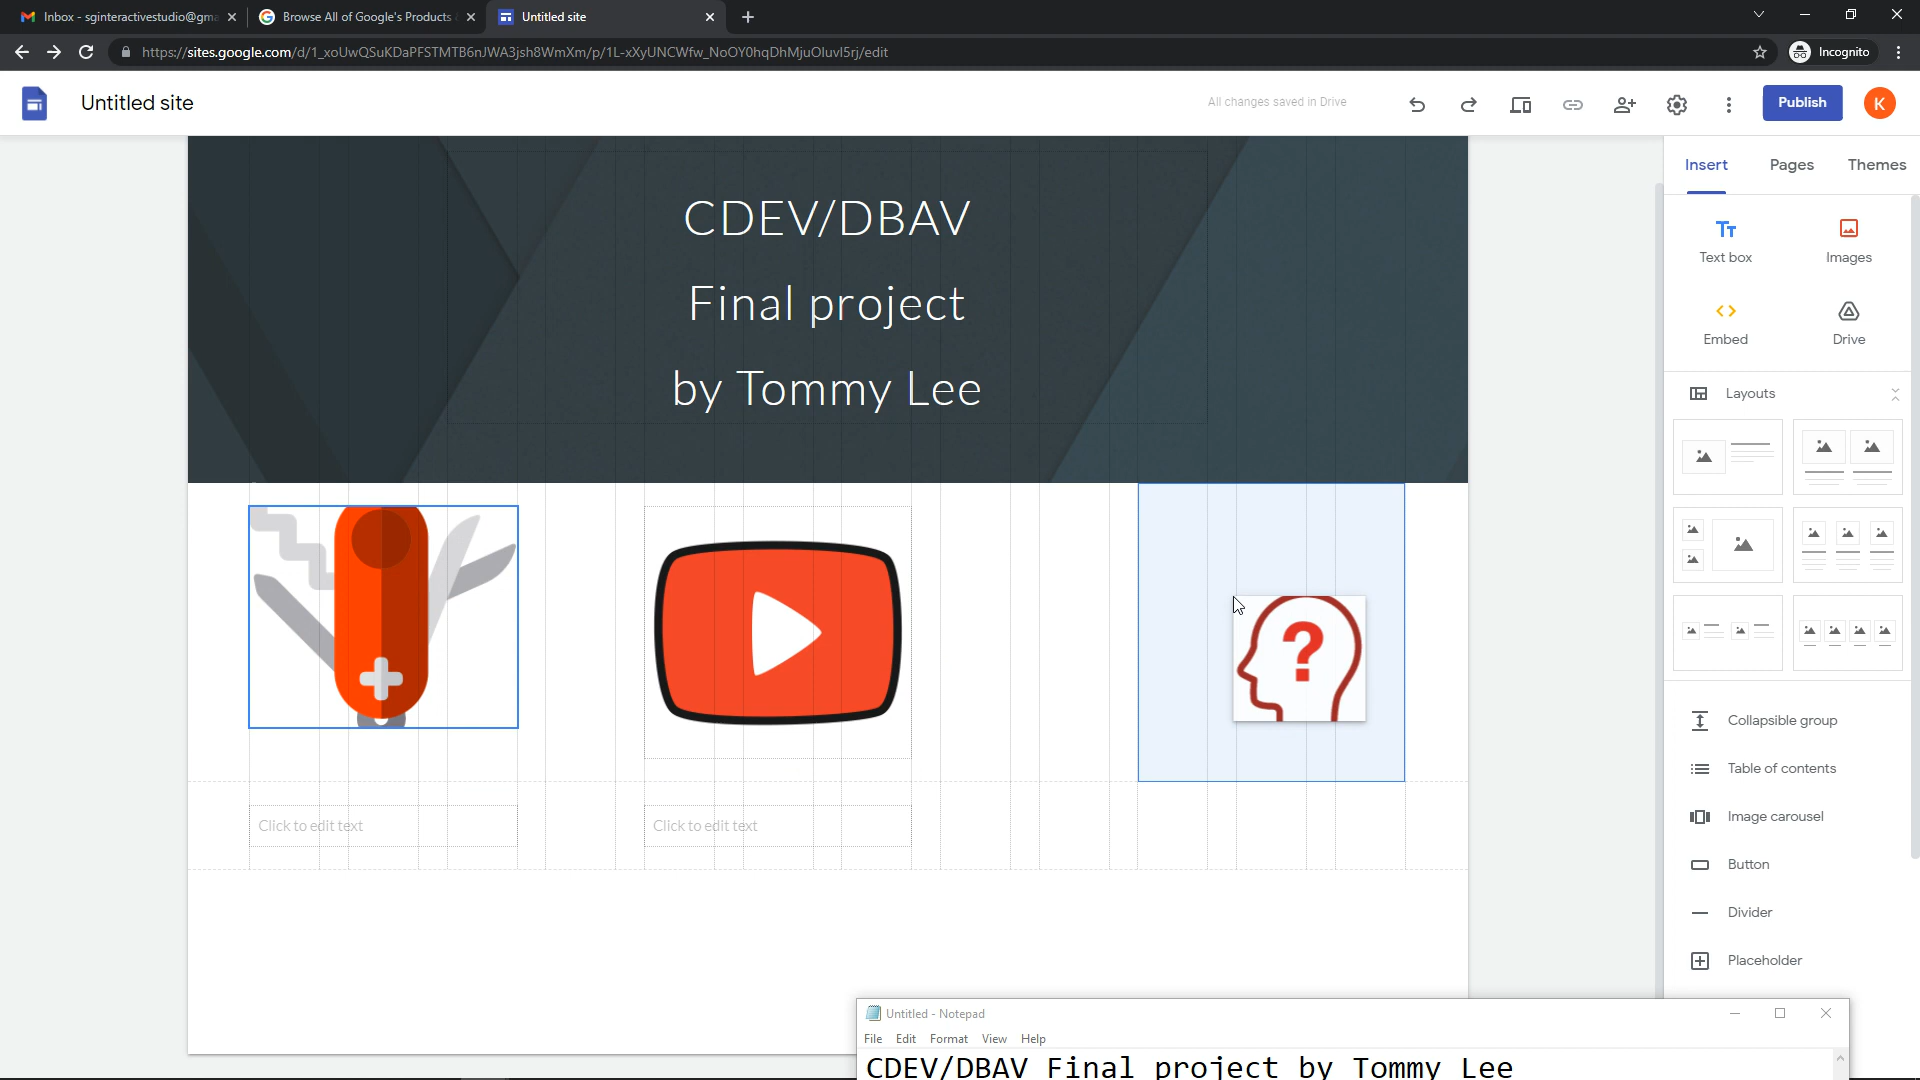 Inbox - sginteractivestudio@gma
Browse All of Google's Products
Untitled site
https://sites.google.com/d/1_xoUwQSuKDaPFSTMTB6nJWA3jsh8WmXm/p/1L-xXyUNCWfw_NoOY0hqDhMjuOluvI5rj/edit
Incognito
Untitled site
All changes saved in Drive
Publish
K
Insert
Pages
Themes
CDEV/DBAV
Final project
by Tommy Lee
Text box
Images
Embed
Drive
Layouts
?
Collapsible group
Table of contents
Image carousel
Button
Divider
Placeholder
Click to edit text
Click to edit text
Untitled - Notepad
File Edit Format View Help
CDEV/DBAV Final project by Tommy Lee